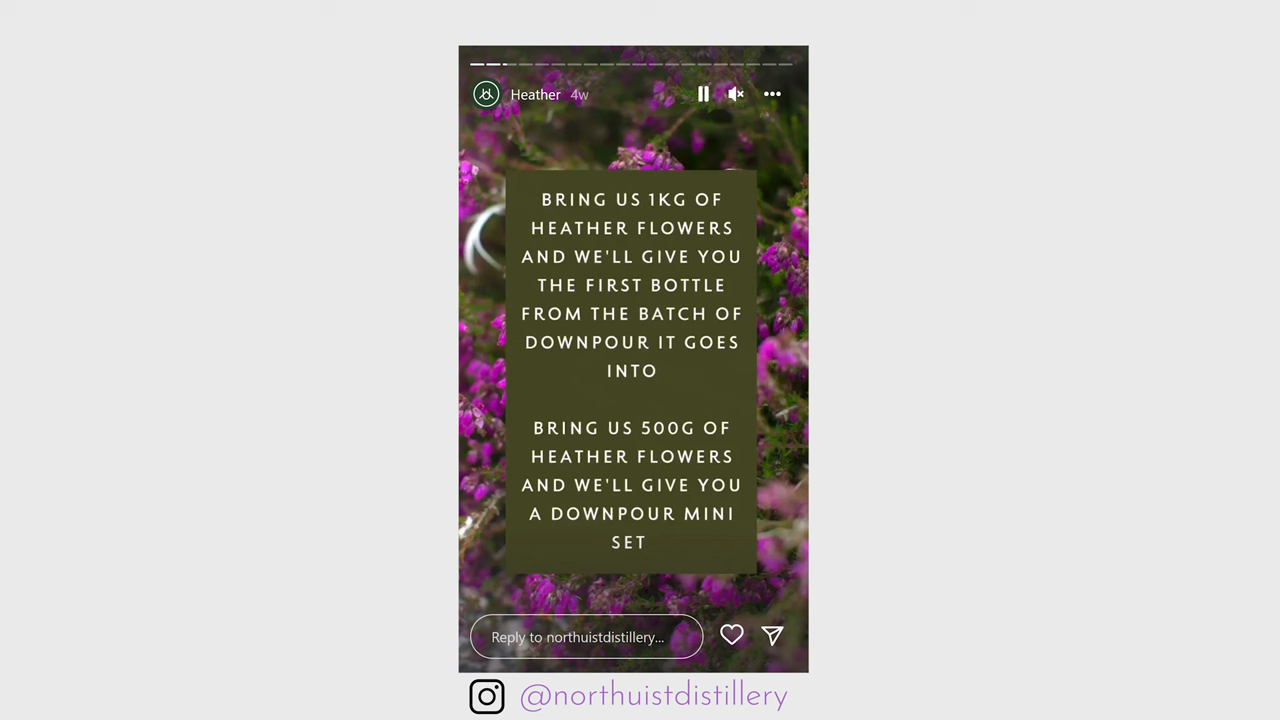 Heather 4w
BRING US 1KG OF
HEATHER FLOWERS
AND WE'LL GIVE YOU
THE FIRST BOTTLE
FROM THE BATCH OF
DOWNPOUR IT GOES
INTO
BRING US 500G OF
HEATHER FLOWERS
AND WE'LL GIVE YOU
A DOWNPOUR MINI
SET
Reply to northuistdistillery...
@northuistdistillery